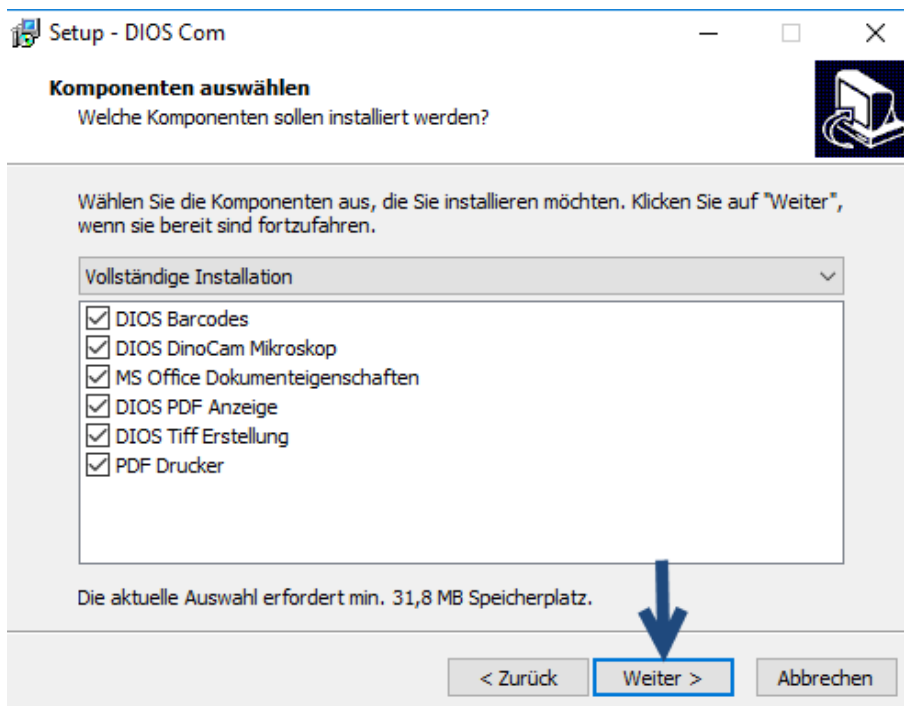 Setup - DIOS Com
Komponenten auswählen
Welche Komponenten sollen installiert werden?
Wählen Sie die Komponenten aus, die Sie installieren möchten. Klicken Sie auf "Weiter",
wenn sie bereit sind fortzufahren.
Vollständige Installation
DIOS Barcodes
DIOS DinoCam Mikroskop
MS Office Dokumenteigenschaften
DIOS PDF Anzeige
DIOS Tiff Erstellung
PDF Drucker
Die aktuelle Auswahl erfordert min. 31,8 MB Speicherplatz.
< Zurück Weiter > Abbrechen